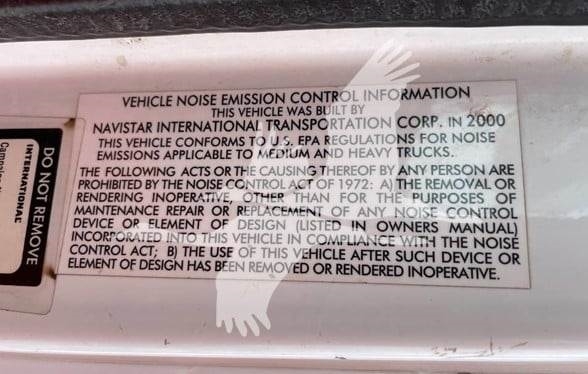 VEHICLE NOISE EMISSION CONTROL INFORMATION
THIS VEHICLE WAS BUILT BY
NAVISTAR INTERNATIONAL TRANSPORTATION CORP. IN 2000
THIS VEHICLE CONFORMS TO U.S. EPA REGULATIONS FOR NOISE
EMISSIONS APPLICABLE TO MEDIUM AND HEAVY TRUCKS.
THE FOLLOWING ACTS OR THE CAUSING THEREOF BY ANY PERSON ARE
PROHIBITED BY THE NOISE CONTROL ACT OF 1972: A) THE REMOVAL OR
RENDERING INOPERATIVE, OTHER THAN FOR THE PURPOSES OF
MAINTENANCE REPAIR OR REPLACEMENT OF ANY NOISE CONTROL
DEVICE OR ELEMENT OF DESIGN (LISTED IN OWNERS MANUAL)
INCORPORATED INTO THIS VEHICLE IN COMPLIANCE WITH THE NOISE
CONTROL ACT; B) THE USE OF THIS VEHICLE AFTER SUCH DEVICE OR
ELEMENT OF DESIGN HAS BEEN REMOVED OR RENDERED INOPERATIVE.
DO NOT REMOVE
INTERNATIONAL